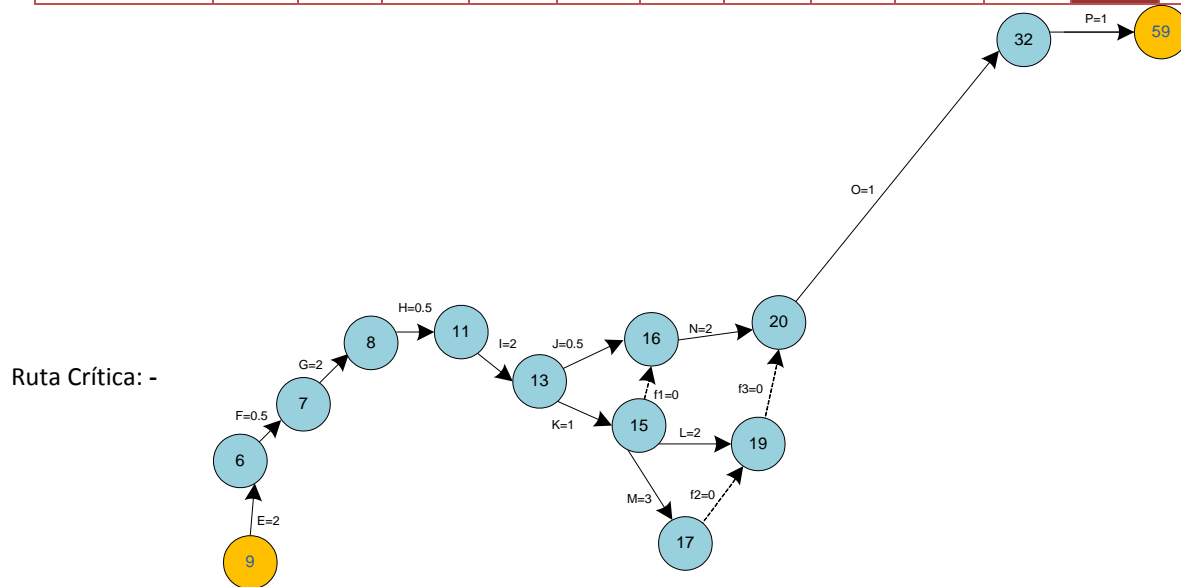 P=1
59
32
O=1
H=0.5
11
20
8
16
N=2
I=2
J=0.5
G=2
13
Ruta Crítica: -
7
f1=0
f3=0
F=0.5
K=1
15
L=2
19
6
M=3
f2=0
E=2
17
9